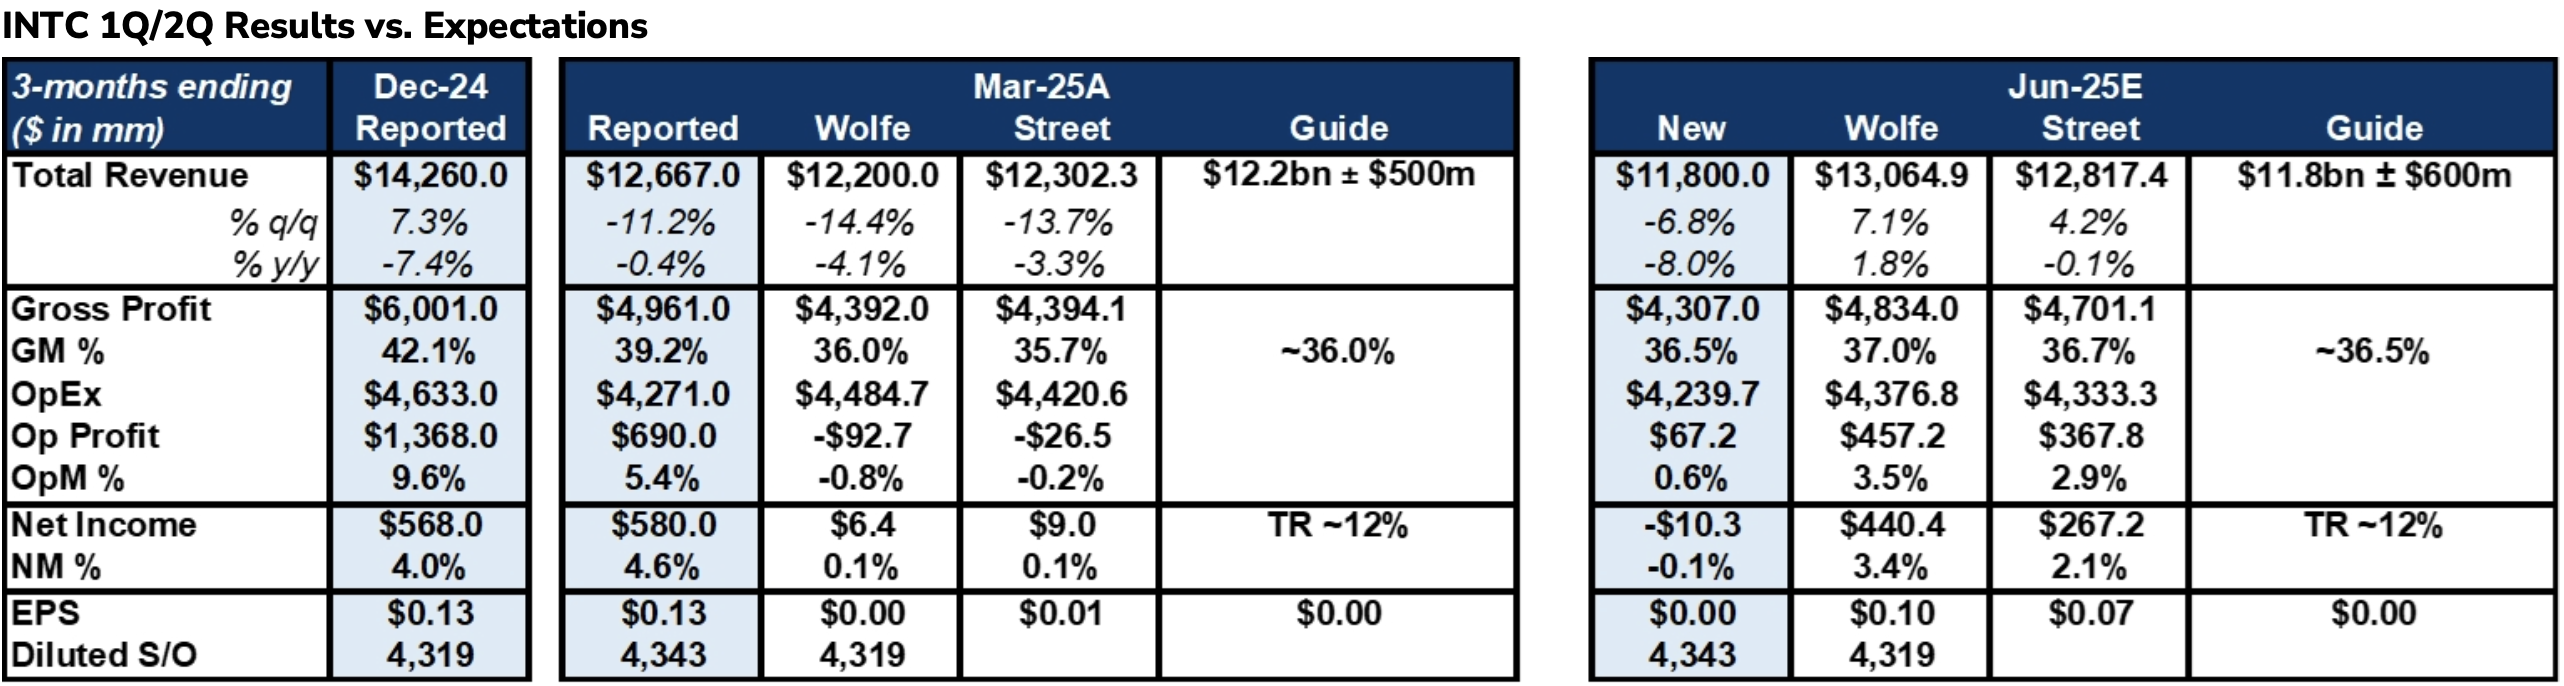 INTC 1Q/2Q Results vs. Expectations
3-months ending Dec-24 Mar-25A Jun-25E
($ in mm) Reported Reported Wolfe Street Guide New Wolfe Street Guide
Total Revenue $14,260.0 $12,667.0 $12,200.0 $12,302.3 $12.2bn ± $500m $11,800.0 $13,064.9 $12,817.4 $11.8bn ± $600m
% q/q 7.3% -11.2% -14.4% -13.7% -6.8% 7.1% 4.2%
% y/y -7.4% -0.4% -4.1% -3.3% -8.0% 1.8% -0.1%
Gross Profit $6,001.0 $4,961.0 $4,392.0 $4,394.1 $4,307.0 $4,834.0 $4,701.1
GM % 42.1% 39.2% 36.0% 35.7% ~36.0% 36.5% 37.0% 36.7% ~36.5%
OpEx $4,633.0 $4,271.0 $4,484.7 $4,420.6 $4,239.7 $4,376.8 $4,333.3
Op Profit $1,368.0 $690.0 -$92.7 -$26.5 $67.2 $457.2 $367.8
OpM % 9.6% 5.4% -0.8% -0.2% 0.6% 3.5% 2.9%
Net Income $568.0 $580.0 $6.4 $9.0 TR ~12% -$10.3 $440.4 $267.2 TR ~12%
NM % 4.0% 4.6% 0.1% 0.1% -0.1% 3.4% 2.1%
EPS $0.13 $0.13 $0.00 $0.01 $0.00 $0.00 $0.10 $0.07 $0.00
Diluted S/O 4,319 4,343 4,319 4,343 4,319